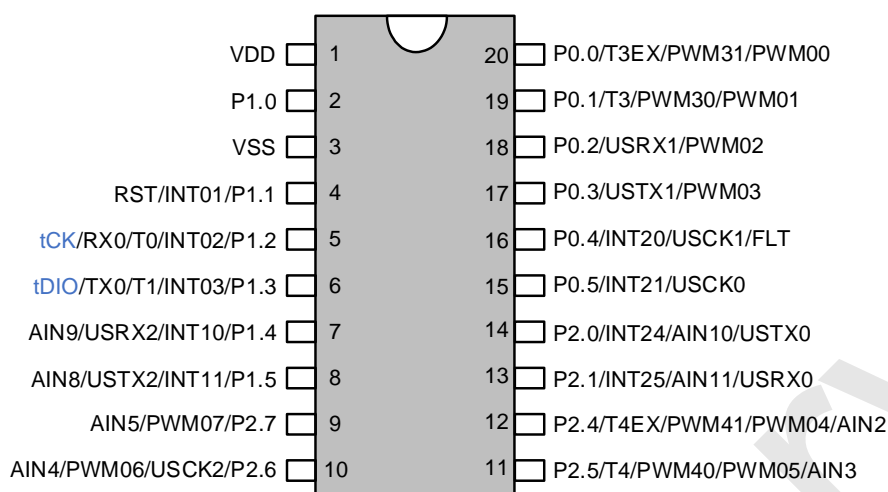 VDD 1 20 P0.0/T3EX/PWM31/PWM00
P1.0 2 19 P0.1/T3/PWM30/PWM01
VSS 3 18 P0.2/USRX1/PWM02
RST/INT01/P1.1 4 17 P0.3/USTX1/PWM03
tCK/RX0/T0/INT02/P1.2 5 16 P0.4/INT20/USCK1/FLT
tDIO/TX0/T1/INT03/P1.3 6 15 P0.5/INT21/USCK0
AIN9/USRX2/INT10/P1.4 7 14 P2.0/INT24/AIN10/USTX0
AIN8/USTX2/INT11/P1.5 8 13 P2.1/INT25/AIN11/USRX0
AIN5/PWM07/P2.7 9 12 P2.4/T4EX/PWM41/PWM04/AIN2
AIN4/PWM06/USCK2/P2.6 10 11 P2.5/T4/PWM40/PWM05/AIN3